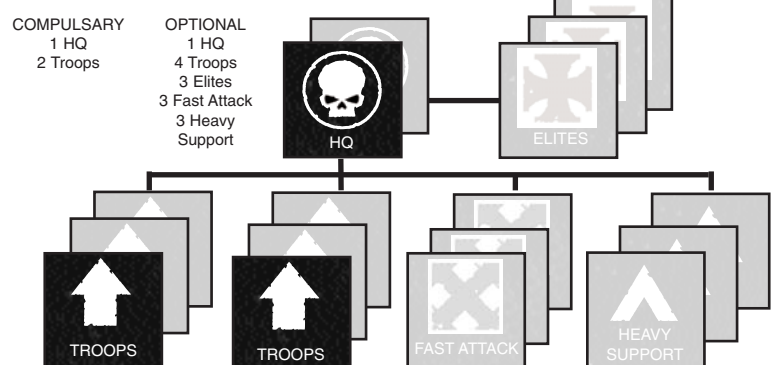 COMPULSARY
1 HQ
2 Troops
OPTIONAL
1 HQ
4 Troops
3 Elites
3 Fast Attack
3 Heavy
Support
HQ
ELITES
TROOPS
TROOPS
FAST ATTACK
HEAVY
SUPPORT